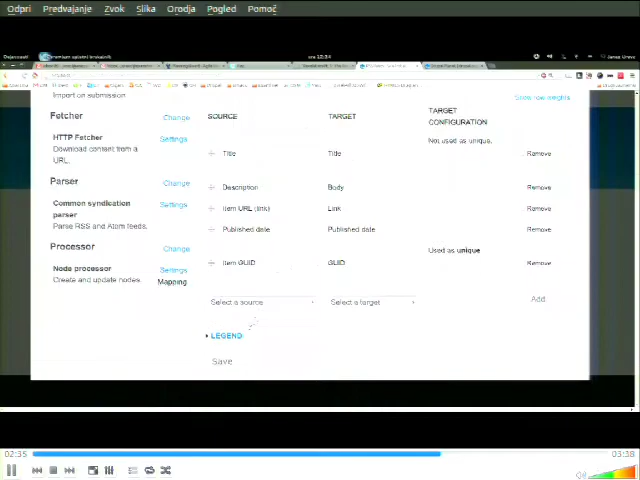 Odpri Predvajanje Zvok Slika Orodja Pogled Pomoč
Import on submission
Show row weights
Fetcher
Change
HTTP Fetcher
Settings
Download content from a
URL.
Parser
Change
Common syndication
parser
Settings
Parse RSS and Atom feeds.
Processor
Change
Node processor
Settings
Create and update nodes.
Mapping
SOURCE TARGET TARGET
CONFIGURATION
Not used as unique.
Title Title Remove
Description Body Remove
Item URL (link) Link Remove
Published date Published date Remove
Used as unique
Item GUID GUID Remove
Select a source Select a target Add
LEGEND
Save
02:35 03:38